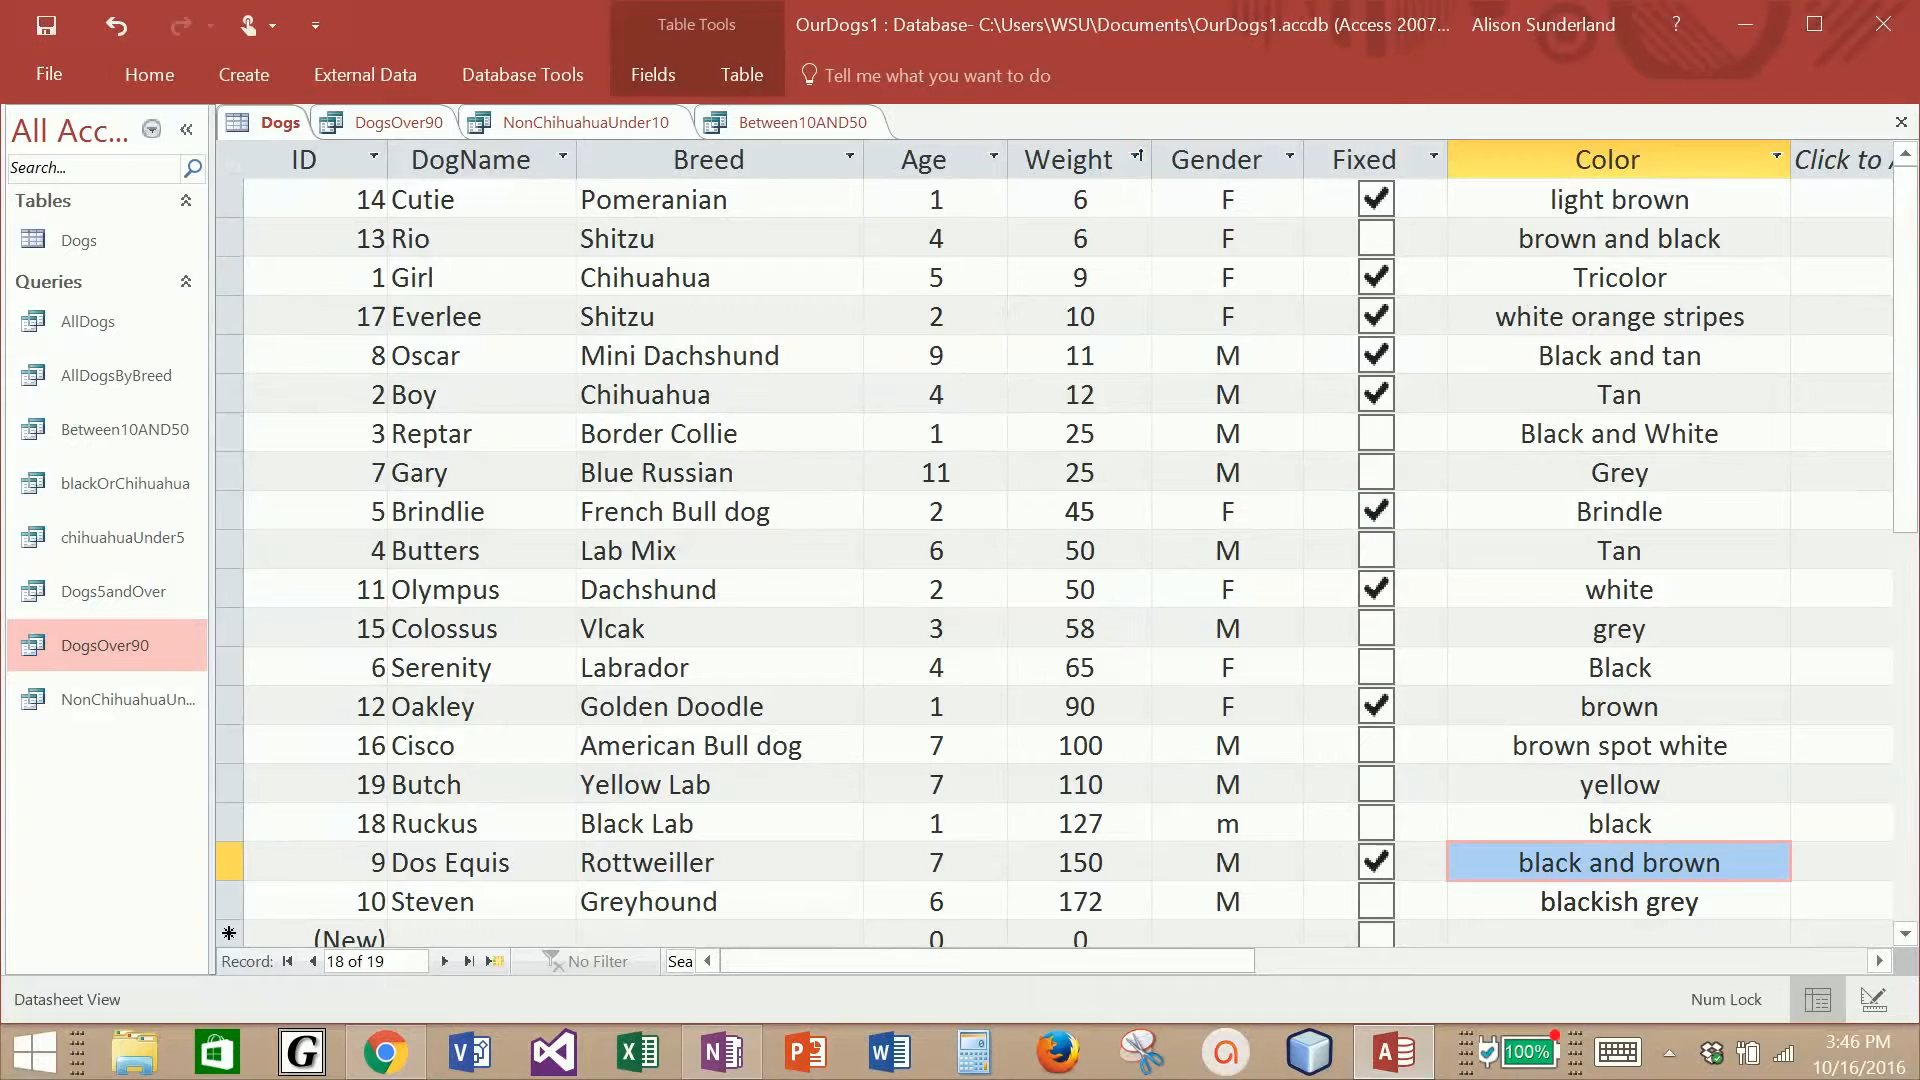 Table Tools
OurDogs1 : Database- C:\Users\WSU\Documents\OurDogs1.accdb (Access 2007... Alison Sunderland ?
File Home Create External Data Database Tools Fields Table Tell me what you want to do
All Acc...
Search...
Tables
Dogs
Queries
AllDogs
AllDogsByBreed
Between10AND50
blackOrChihuahua
chihuahuaUnder5
Dogs5andOver
DogsOver90
NonChihuahuaUn...
Dogs DogsOver90 NonChihuahuaUnder10 Between10AND50
ID DogName Breed Age Weight Gender Fixed Color Click to A
14 Cutie Pomeranian 1 6 F light brown
13 Rio Shitzu 4 6 F brown and black
1 Girl Chihuahua 5 9 F Tricolor
17 Everlee Shitzu 2 10 F white orange stripes
8 Oscar Mini Dachshund 9 11 M Black and tan
2 Boy Chihuahua 4 12 M Tan
3 Reptar Border Collie 1 25 M Black and White
7 Gary Blue Russian 11 25 M Grey
5 Brindlie French Bull dog 2 45 F Brindle
4 Butters Lab Mix 6 50 M Tan
11 Olympus Dachshund 2 50 F white
15 Colossus Vlcak 3 58 M grey
6 Serenity Labrador 4 65 F Black
12 Oakley Golden Doodle 1 90 F brown
16 Cisco American Bull dog 7 100 M brown spot white
19 Butch Yellow Lab 7 110 M yellow
18 Ruckus Black Lab 1 127 m black
9 Dos Equis Rottweiller 7 150 M black and brown
10 Steven Greyhound 6 172 M blackish grey
(New) 0 0
Record: 18 of 19 No Filter Sea
Datasheet View Num Lock
G V N P W a A 100%
3:46 PM
10/16/2016